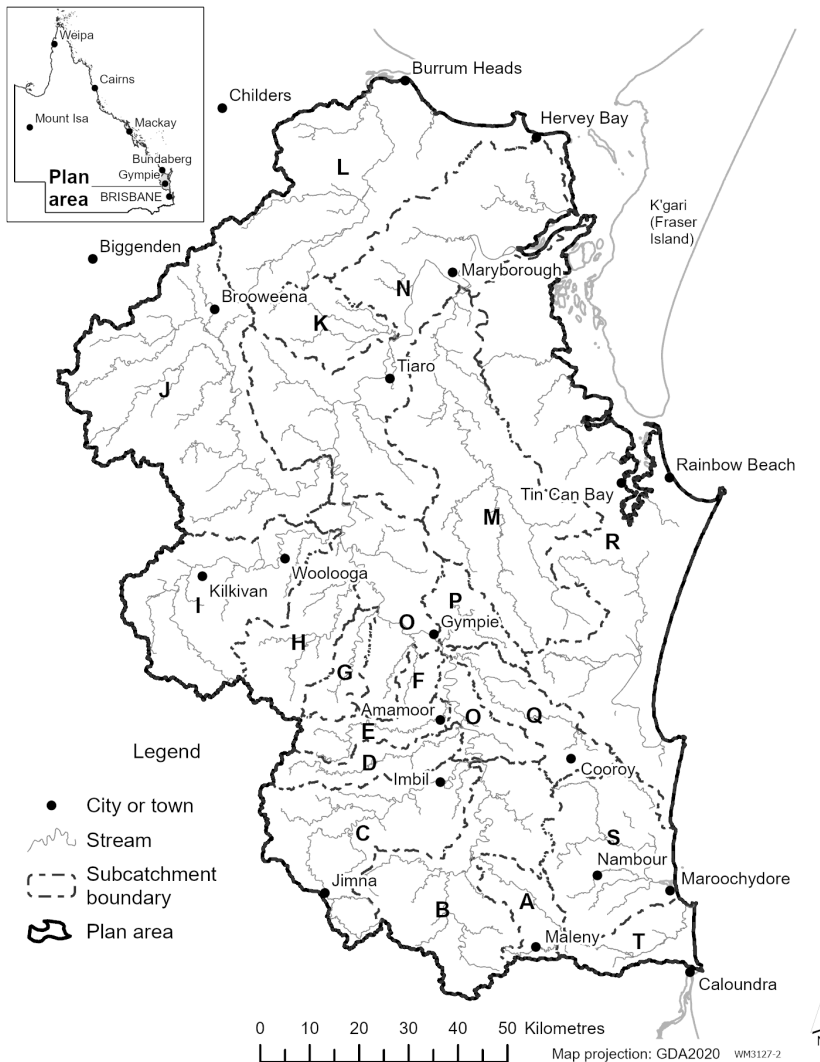 Weipa
Cairns
Mount Isa
Mackay
Bundaberg
Plan
area
Gympie
BRISBANE
Burrum Heads
Childers
Hervey Bay
L
K'gari
(Fraser
Island)
Biggenden
Maryborough
Brooweena
N
K
Tiaro
J
Rainbow Beach
Tin Can Bay
M
R
Woolooga
Kilkivan
I
P
O
Gympie
H
G
F
Amamoor
O
Q
E
Legend
D
Cooroy
Imbil
City or town
C
S
Stream
Nambour
Subcatchment
boundary
Jimna
Maroochydore
A
B
Plan area
Maleny
T
Caloundra
0 10 20 30 40 50 Kilometres
Map projection: GDA2020 WM3127-2